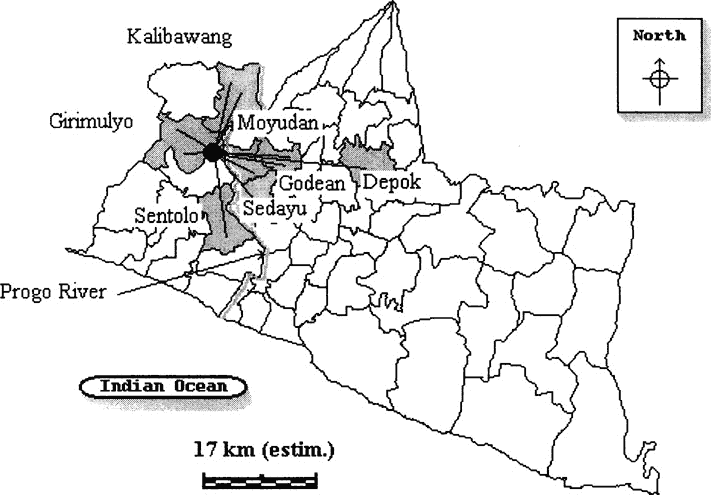 Kalibawang
North
Girimulyo
Moyudan
Godean
Depok
Sentolo
Sedayu
Progo River
Indian Ocean
17 km (estim.)